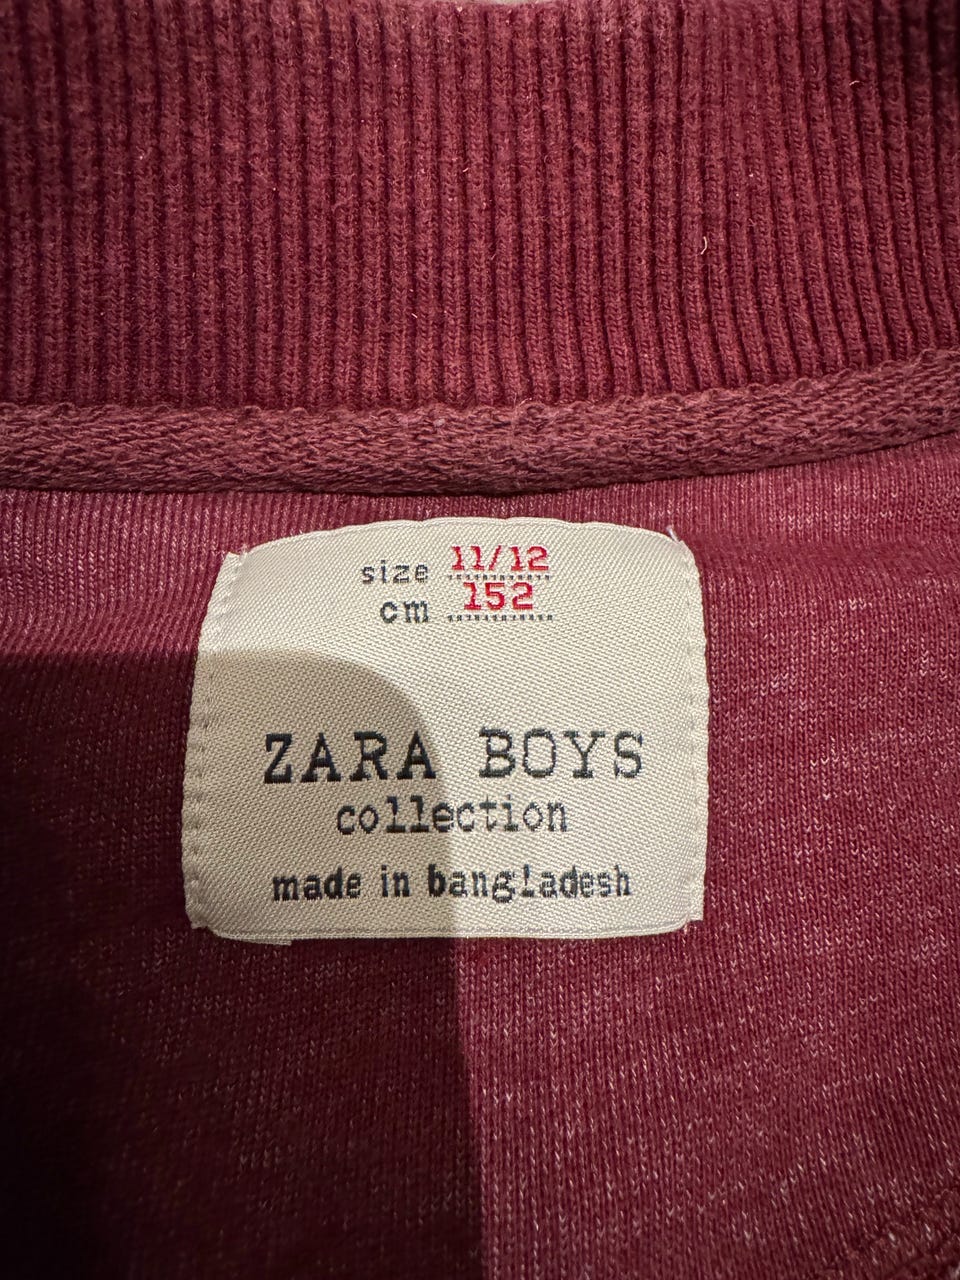 size 11/12
cm 152
ZARA BOYS
collection
made in bangladesh